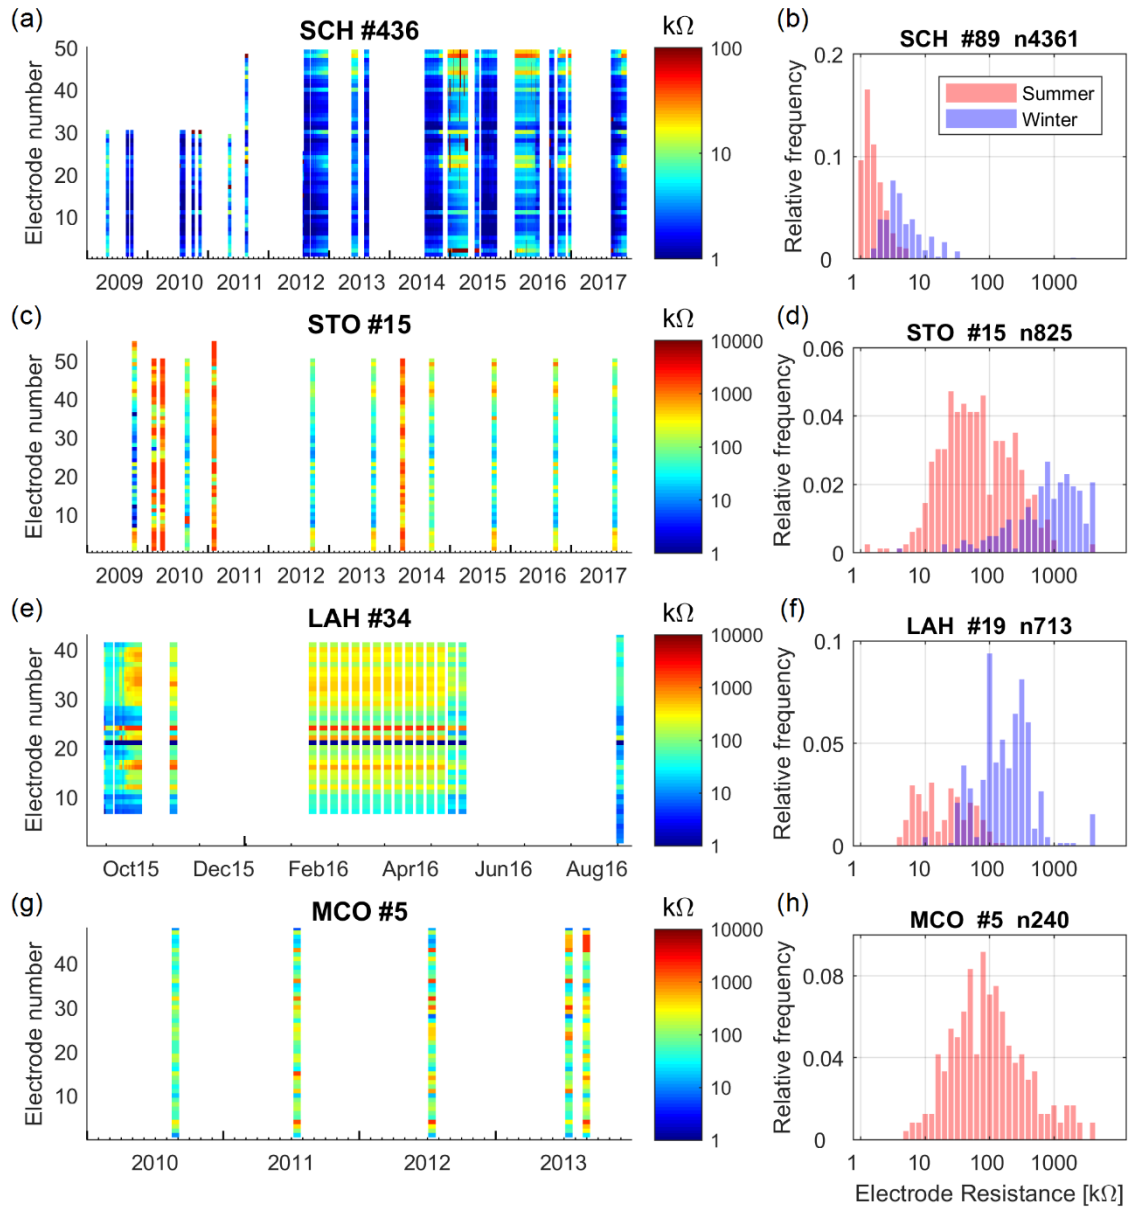 (a)
SCH #436
kΩ
Electrode number
50
40
30
20
10
2009 2010 2011 2012 2013 2014 2015 2016 2017
100
10
1
(b)
SCH #89 n4361
Relative frequency
0.2
0.1
0
Summer
Winter
1 10 100 1000
(c)
STO #15
kΩ
Electrode number
50
40
30
20
10
2009 2010 2011 2012 2013 2014 2015 2016 2017
10000
1000
100
10
1
(d)
STO #15 n825
Relative frequency
0.06
0.04
0.02
0
1 10 100 1000
(e)
LAH #34
kΩ
Electrode number
40
30
20
10
Oct15 Dec15 Feb16 Apr16 Jun16 Aug16
10000
1000
100
10
1
(f)
LAH #19 n713
Relative frequency
0.1
0.05
0
1 10 100 1000
(g)
MCO #5
kΩ
Electrode number
40
30
20
10
2010 2011 2012 2013
10000
1000
100
10
1
(h)
MCO #5 n240
Relative frequency
0.08
0.04
0
1 10 100 1000
Electrode Resistance [kΩ]